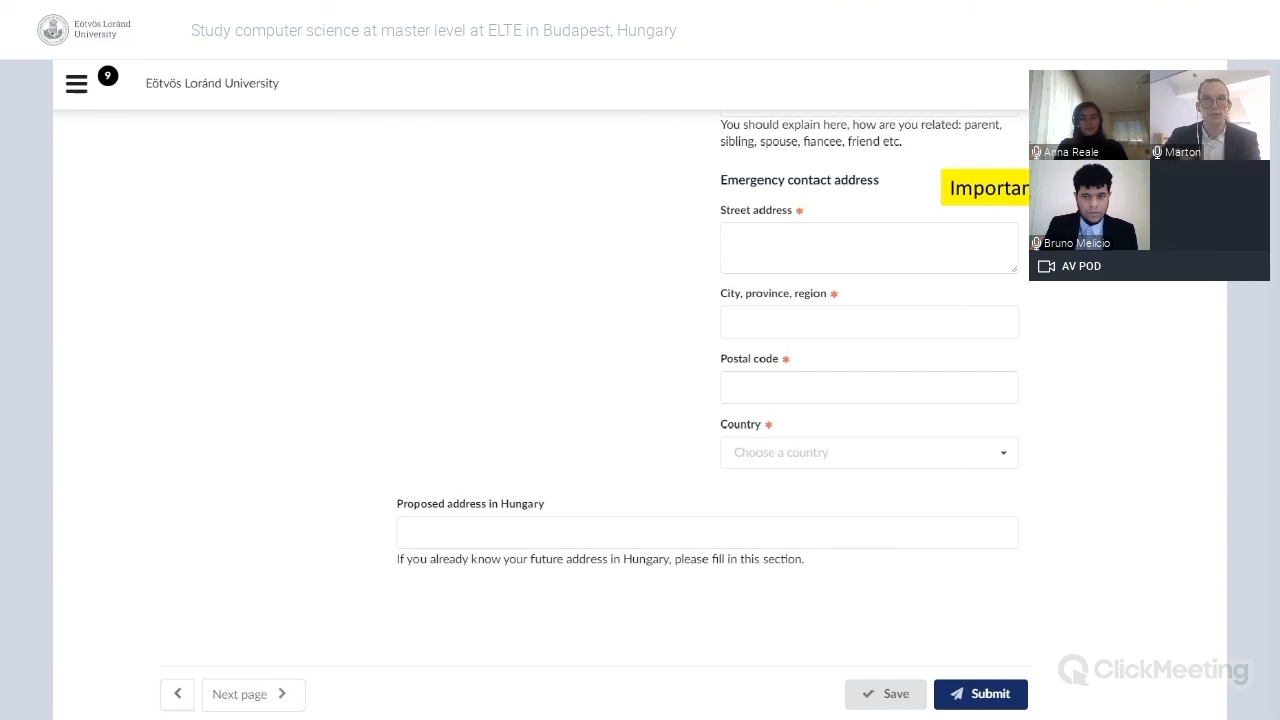 Eötvös Loránd
University
Study computer science at master level at ELTE in Budapest, Hungary
9
Eötvös Loránd University
You should explain here, how are you related: parent,
sibling, spouse, fiancee, friend etc.
Emergency contact address
Importan
Street address *
City, province, region *
Postal code *
Country *
Choose a country
Proposed address in Hungary
If you already know your future address in Hungary, please fill in this section.
Next page
Save
Submit
Anna Reale
Marton
Bruno Melicio
AV POD
ClickMeeting